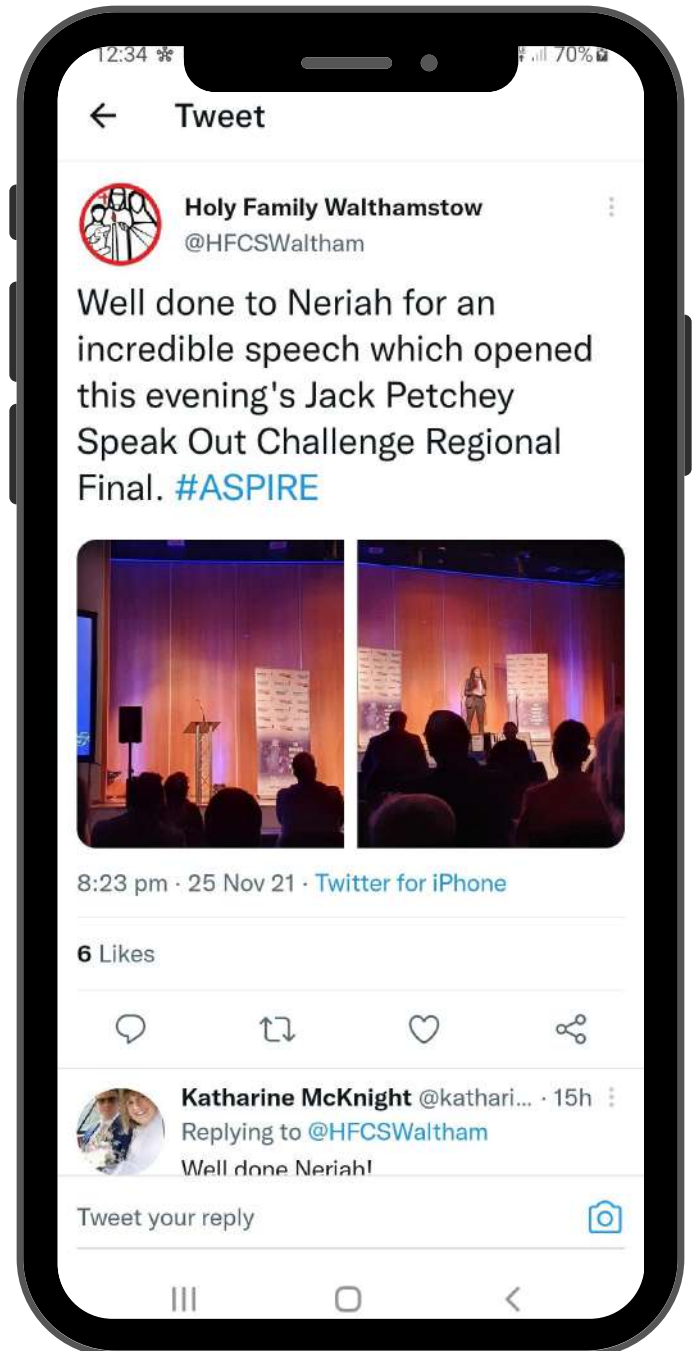 12:34 70%
Tweet
Holy Family Walthamstow
@HFCSWaltham
Well done to Neriah for an
incredible speech which opened
this evening's Jack Petchey
Speak Out Challenge Regional
Final. #ASPIRE
8:23 pm · 25 Nov 21 · Twitter for iPhone
6 Likes
Katharine McKnight @kathari... · 15h
Replying to @HFCSWaltham
Well done Neriah!
Tweet your reply